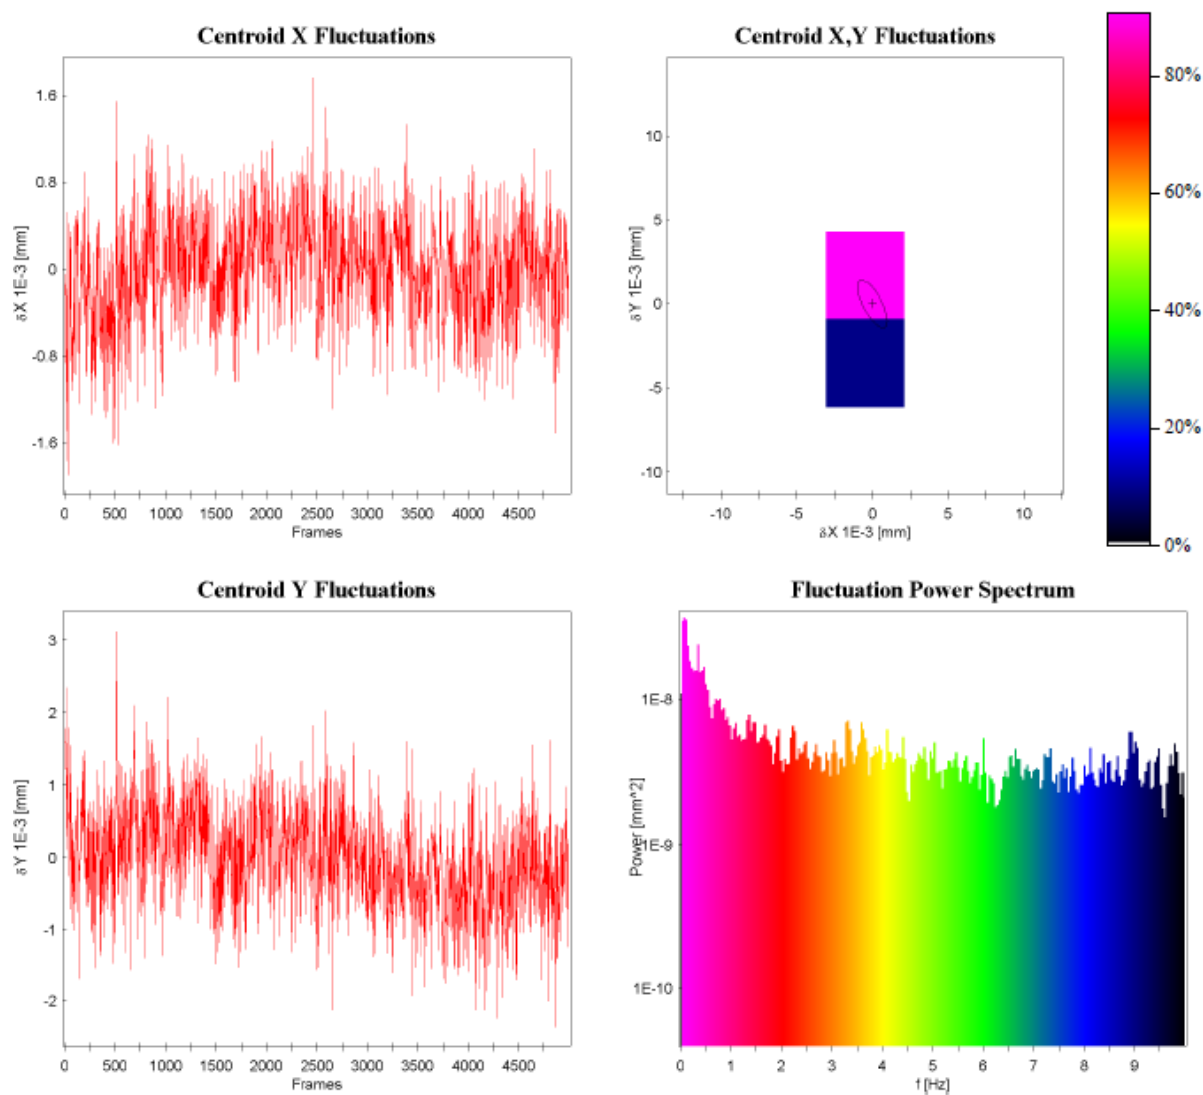 Centroid X Fluctuations
1.6
0.8
0
-0.8
-1.6
δX 1E-3 [mm]
0 500 1000 1500 2000 2500 3000 3500 4000 4500
Frames
Centroid X,Y Fluctuations
10
5
0
-5
-10
δY 1E-3 [mm]
-10 -5 0 5 10
δX 1E-3 [mm]
80%
60%
40%
20%
0%
Centroid Y Fluctuations
3
2
1
0
-1
-2
δY 1E-3 [mm]
0 500 1000 1500 2000 2500 3000 3500 4000 4500
Frames
Fluctuation Power Spectrum
1E-8
1E-9
1E-10
Power [mm^2]
0 1 2 3 4 5 6 7 8 9
f [Hz]